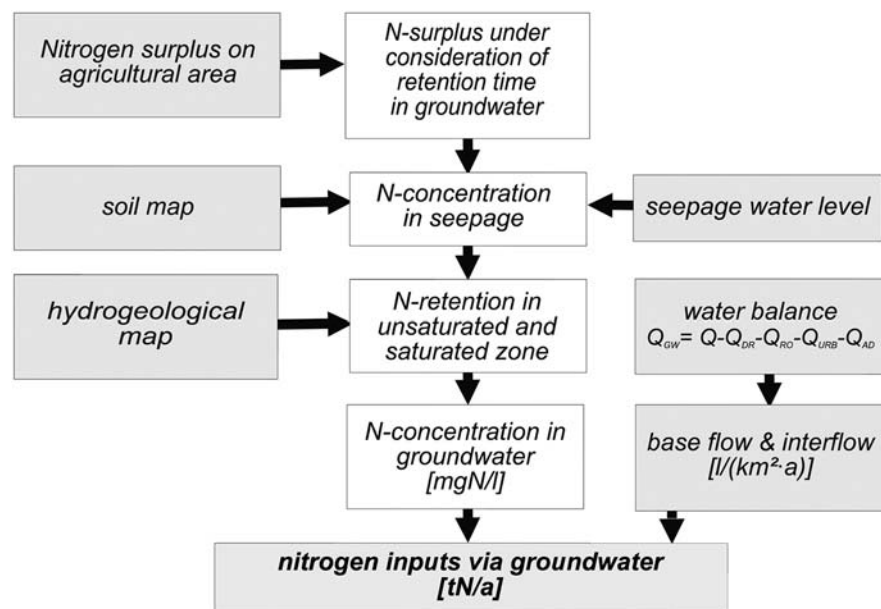 Nitrogen surplus on
agricultural area
N-surplus under
consideration of
retention time
in groundwater
soil map
N-concentration
in seepage
seepage water level
hydrogeological
map
N-retention in
unsaturated and
saturated zone
water balance
Q_GW= Q-Q_DR-Q_RO-Q_URB-Q_AD
N-concentration in
groundwater
[mgN/l]
base flow & interflow
[l/(km²·a)]
nitrogen inputs via groundwater
[tN/a]